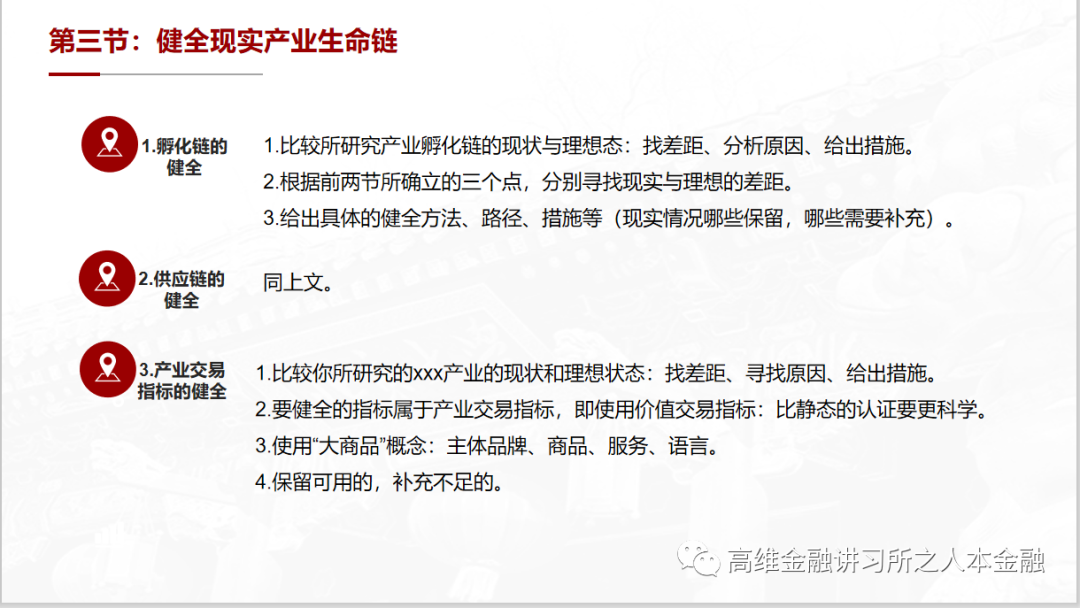 第三节：健全现实产业生命链
1.孵化链的
健全
1.比较所研究产业孵化链的现状与理想态：找差距、分析原因、给出措施。
2.根据前两节所确立的三个点，分别寻找现实与理想的差距。
3.给出具体的健全方法、路径、措施等（现实情况哪些保留，哪些需要补充）。
2.供应链的
健全
同上文。
3.产业交易
指标的健全
1.比较你所研究的xxx产业的现状和理想状态：找差距、寻找原因、给出措施。
2.要健全的指标属于产业交易指标，即使用价值交易指标：比静态的认证要更科学。
3.使用“大商品”概念：主体品牌、商品、服务、语言。
4.保留可用的，补充不足的。
高维金融讲习所之人本金融